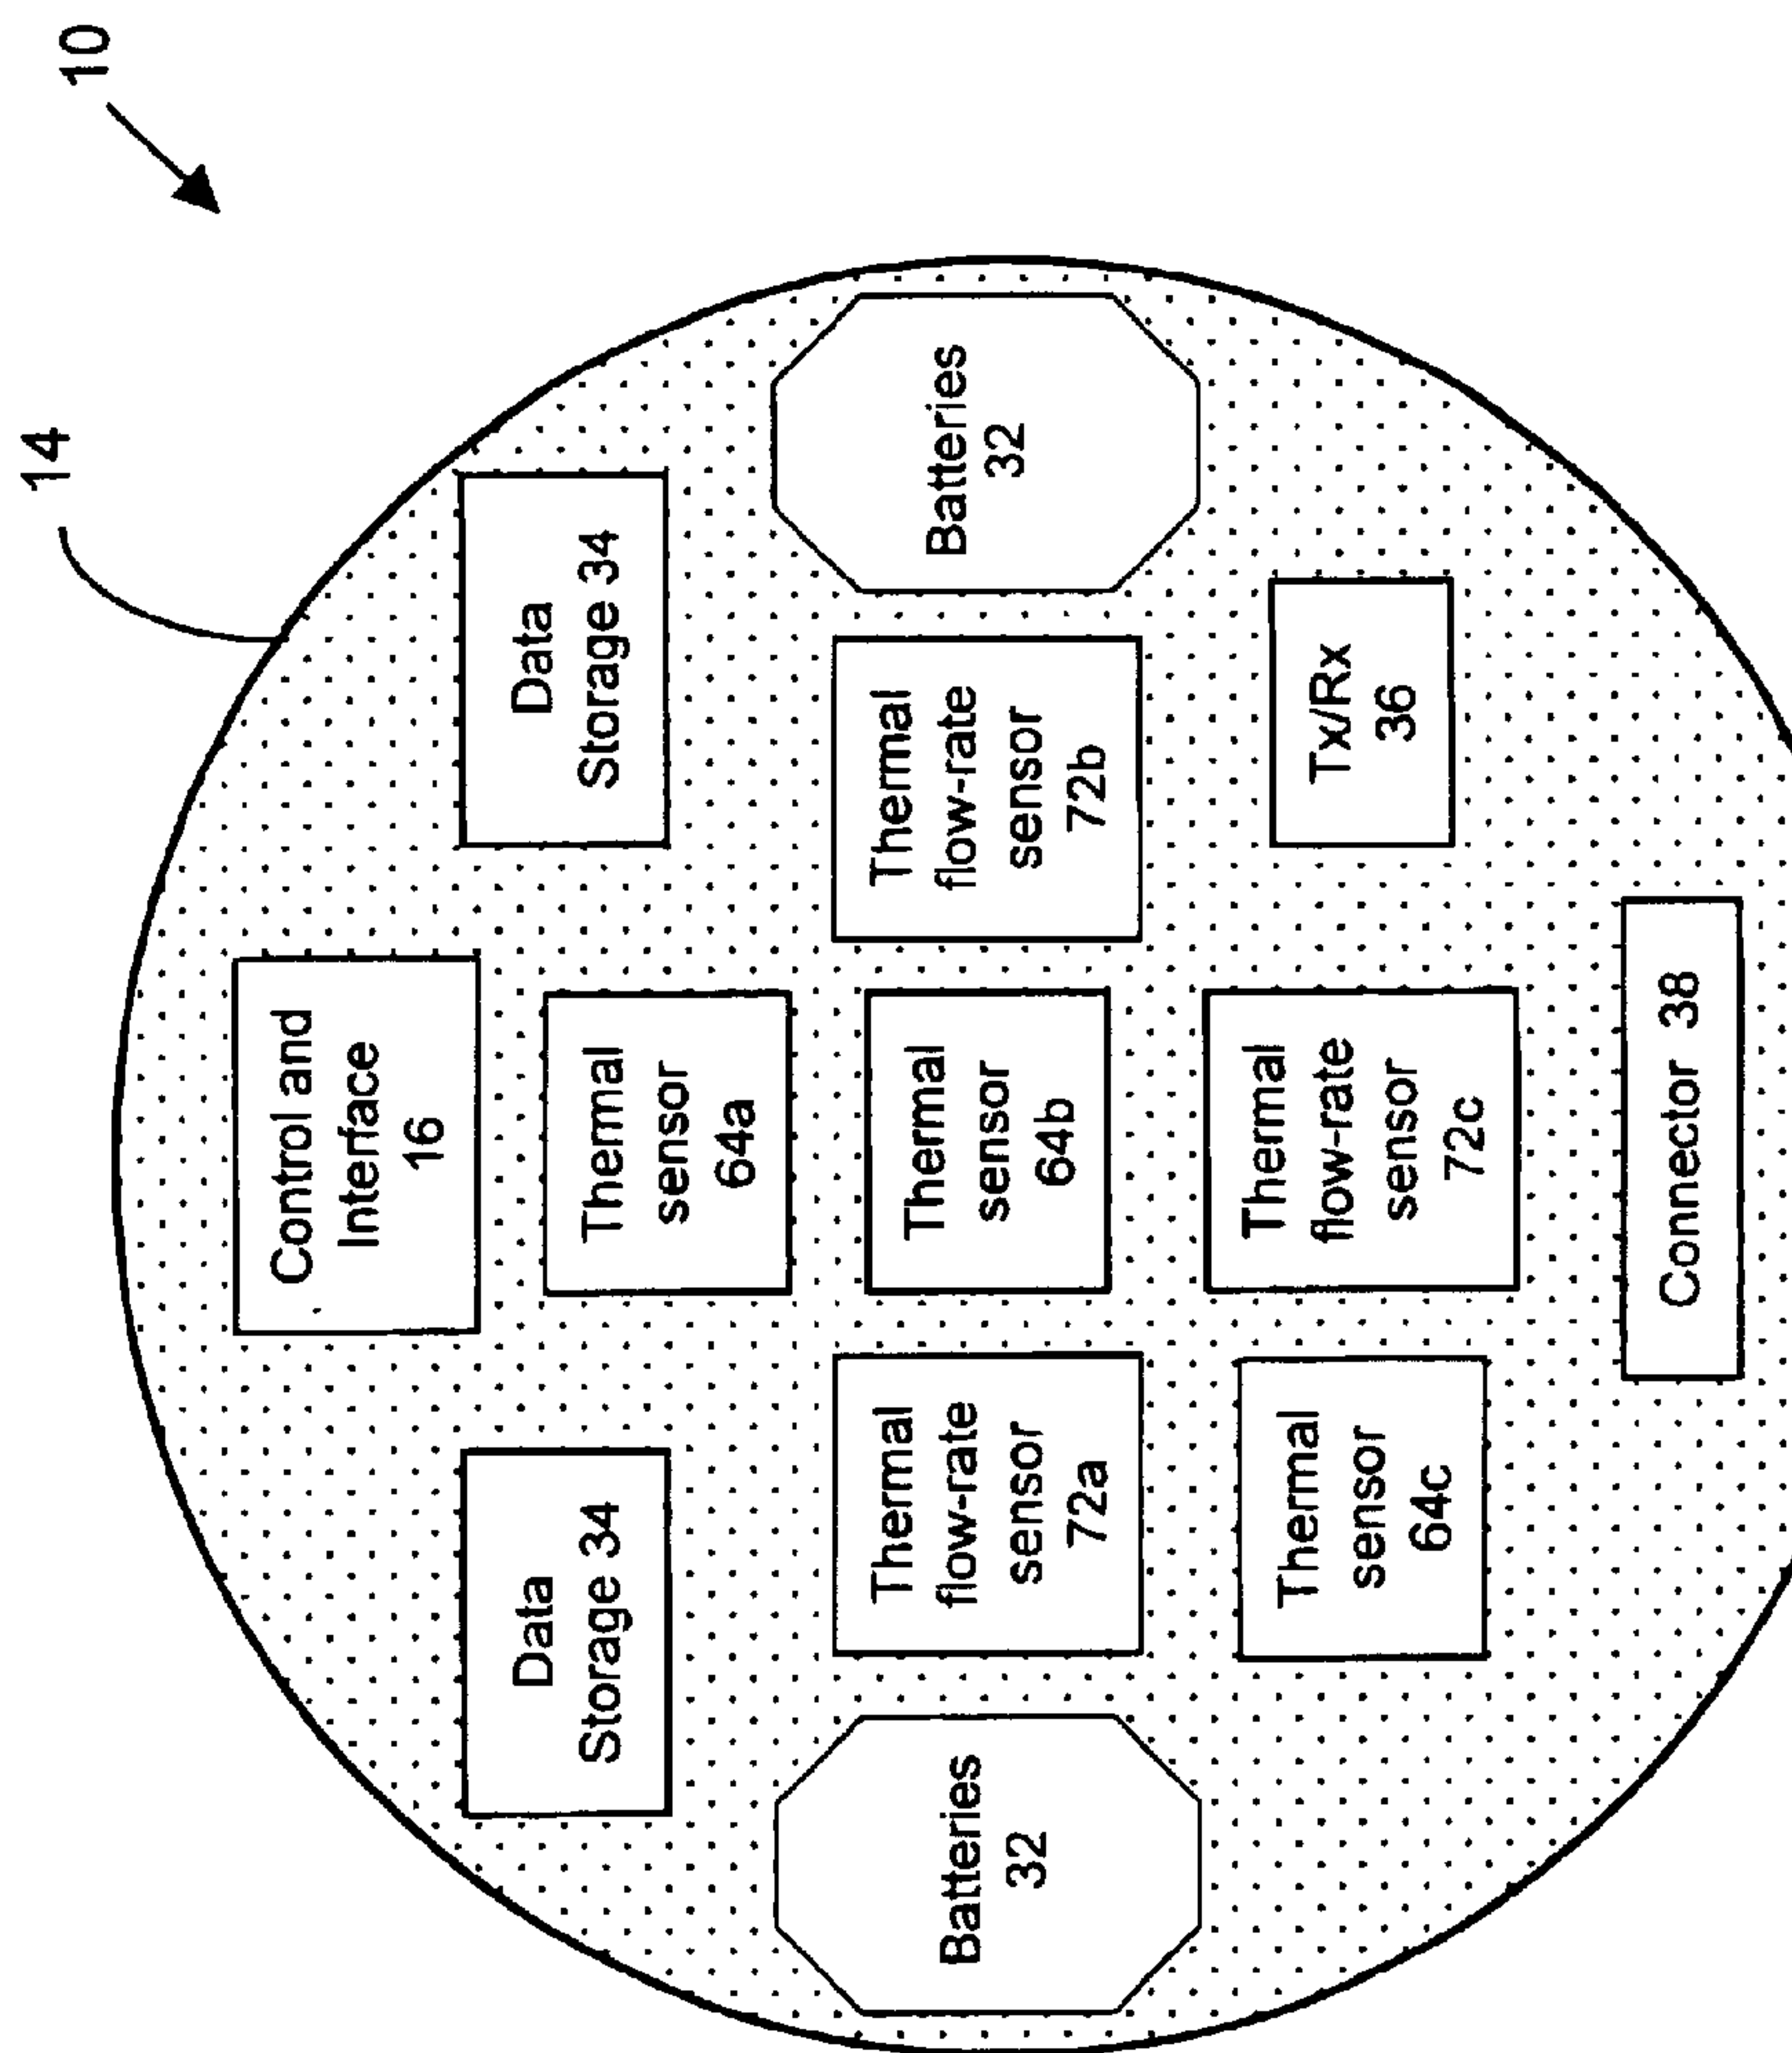 14
10
Control and
Interface
16
Data
Storage 34
Data
Storage 34
Thermal
sensor
64a
Batteries
32
Thermal
flow-rate
sensor
72a
Thermal
sensor
64b
Thermal
flow-rate
sensor
72b
Batteries
32
Thermal
sensor
64c
Thermal
flow-rate
sensor
72c
Tx/Rx
36
Connector 38